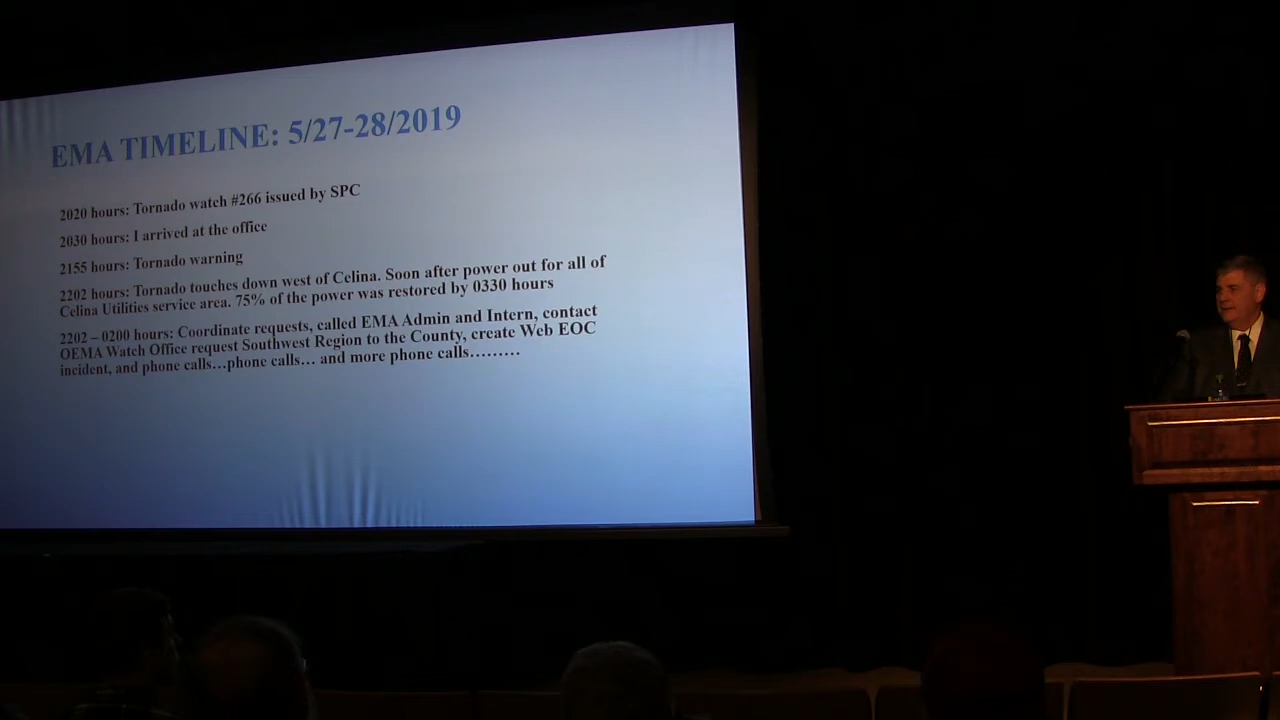 EMA TIMELINE: 5/27-28/2019
2020 hours: Tornado watch #266 issued by SPC
2030 hours: I arrived at the office
2155 hours: Tornado warning
2202 hours: Tornado touches down west of Celina. Soon after power out for all of
Celina Utilities service area. 75% of the power was restored by 0330 hours
2202 – 0200 hours: Coordinate requests, called EMA Admin and Intern, contact
OEMA Watch Office request Southwest Region to the County, create Web EOC
incident, and phone calls…phone calls… and more phone calls………